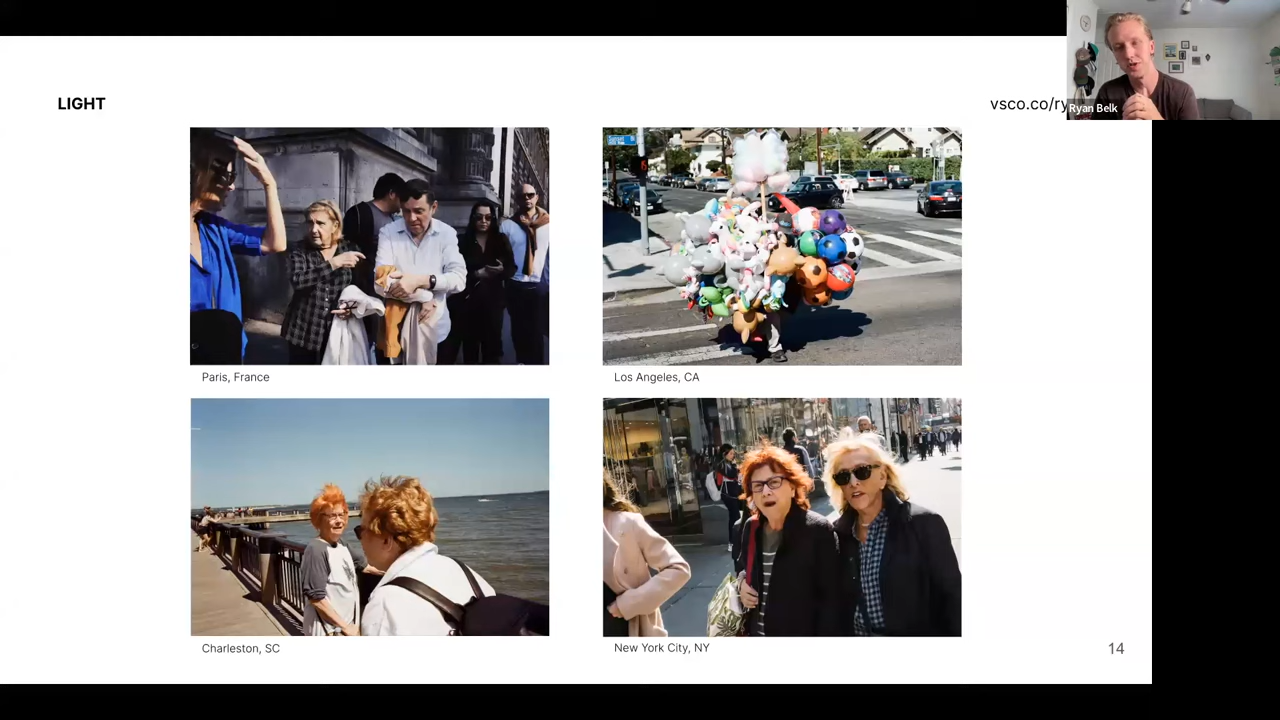 LIGHT
vsco.co/ry
Ryan Belk
Paris, France
Los Angeles, CA
Charleston, SC
New York City, NY
14